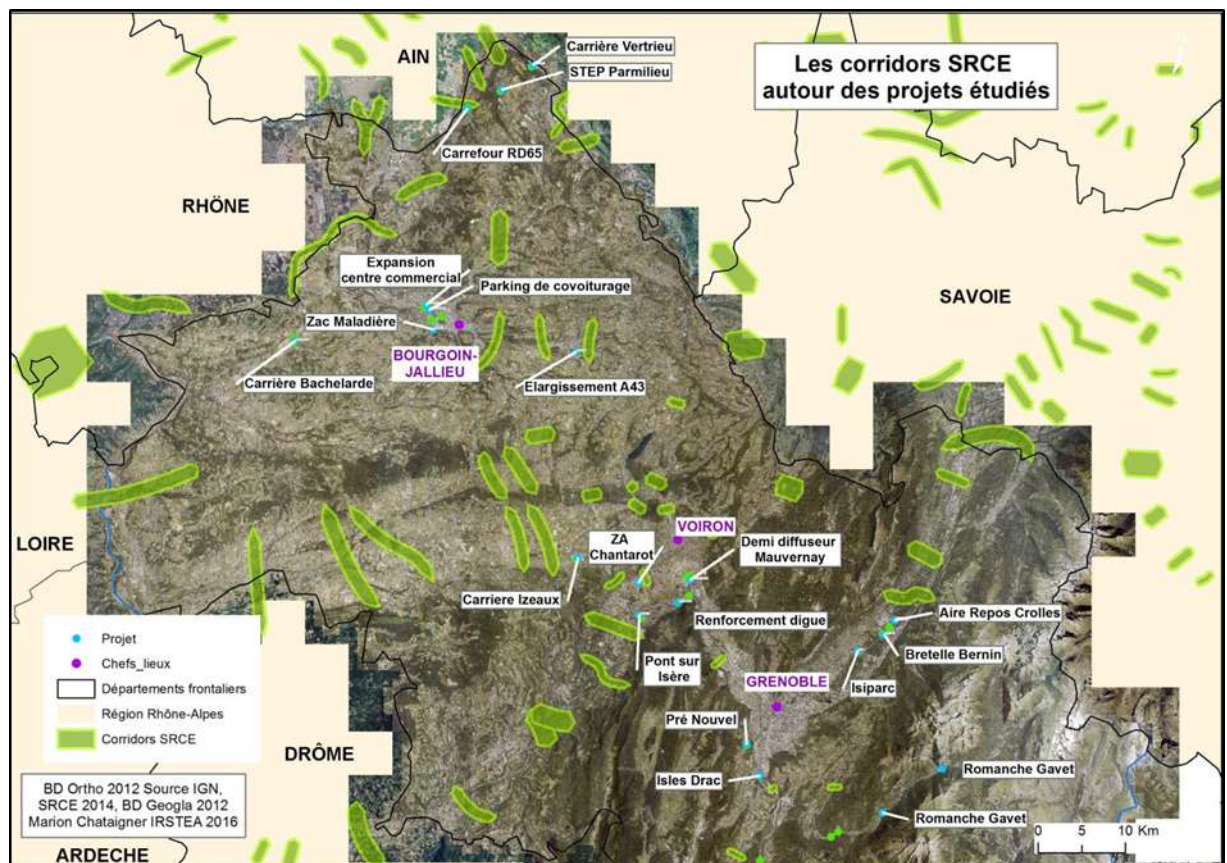 Les corridors SRCE
autour des projets étudiés
AIN
Carrière Vertrieu
STEP Parmilieu
Carrefour RD65
RHÖNE
Expansion
centre commercial
Parking de covoiturage
Zac Maladière
BOURGOIN-
JALLIEU
Carrière Bachelarde
Elargissement A43
SAVOIE
LOIRE
ZA
Chantarot
VOIRON
Demi diffuseur
Mauvernay
Carriere Izeaux
Renforcement digue
Aire Repos Crolles
Bretelle Bernin
Pont sur
Isère
Isiparc
GRENOBLE
Pré Nouvel
Isles Drac
Romanche Gavet
Romanche Gavet
DRÔME
ARDECHE
Projet
Chefs_lieux
Départements frontaliers
Région Rhône-Alpes
Corridors SRCE
BD Ortho 2012 Source IGN,
SRCE 2014, BD Geogla 2012
Marion Chataigner IRSTEA 2016
0 5 10 Km